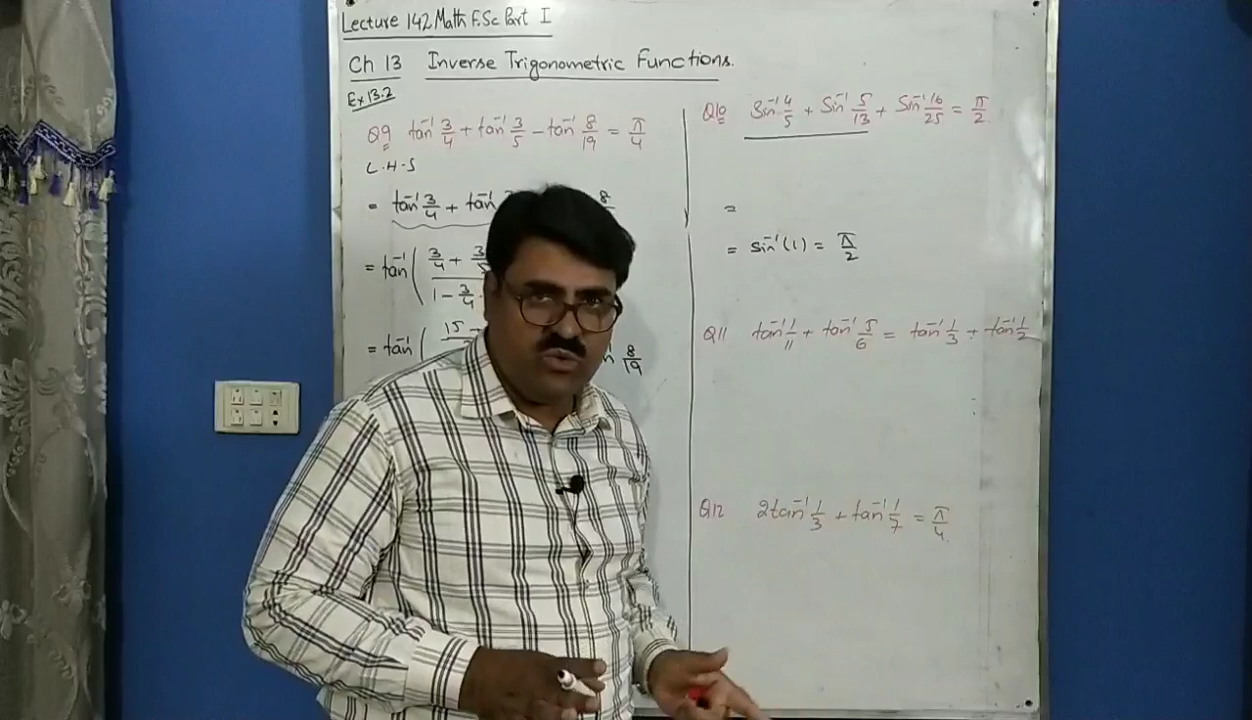 Lecture 142 Math F.Sc Part I
Ch 13 Inverse Trigonometric Functions.
Ex 13.2
Q9 tan⁻¹ 3/4 + tan⁻¹ 3/5 − tan⁻¹ 8/19 = π/4
L.H.S
= tan⁻¹ 3/4 + tan⁻¹ 8
= tan⁻¹ ( 3/4 + 3/5 / 1 − 3/4
= tan⁻¹ ( 15 − 8/19
Q10 Sin⁻¹ 4/5 + Sin⁻¹ 5/13 + Sin⁻¹ 16/25 = π/2
=
= sin⁻¹(1) = π/2
Q11 tan⁻¹ 1/11 + tan⁻¹ 5/6 = tan⁻¹ 1/3 + tan⁻¹ 1/2
Q12 2tan⁻¹ 1/3 + tan⁻¹ 1/7 = π/4